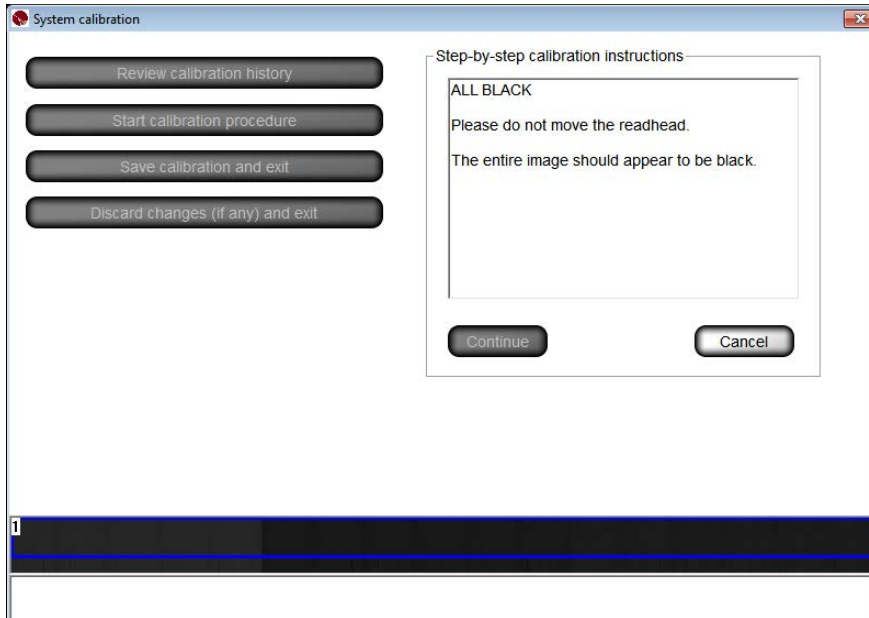 System calibration
Review calibration history
Start calibration procedure
Save calibration and exit
Discard changes (if any) and exit
Step-by-step calibration instructions
ALL BLACK
Please do not move the readhead.
The entire image should appear to be black.
Continue
Cancel
1